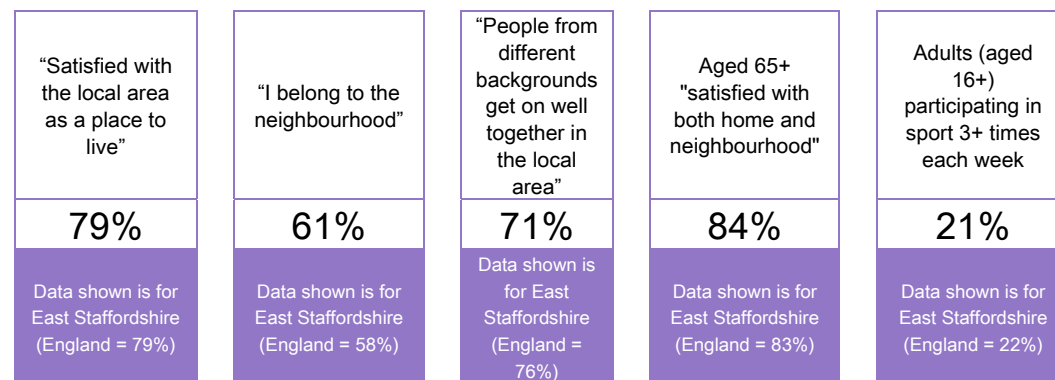 “Satisfied with
the local area
as a place to
live”
79%
Data shown is for
East Staffordshire
(England = 79%)
“I belong to the
neighbourhood”
61%
Data shown is for
East Staffordshire
(England = 58%)
“People from
different
backgrounds
get on well
together in
the local
area”
71%
Data shown is
for East
Staffordshire
(England =
76%)
Aged 65+
"satisfied with
both home and
neighbourhood"
84%
Data shown is for
East Staffordshire
(England = 83%)
Adults (aged
16+)
participating in
sport 3+ times
each week
21%
Data shown is for
East Staffordshire
(England = 22%)